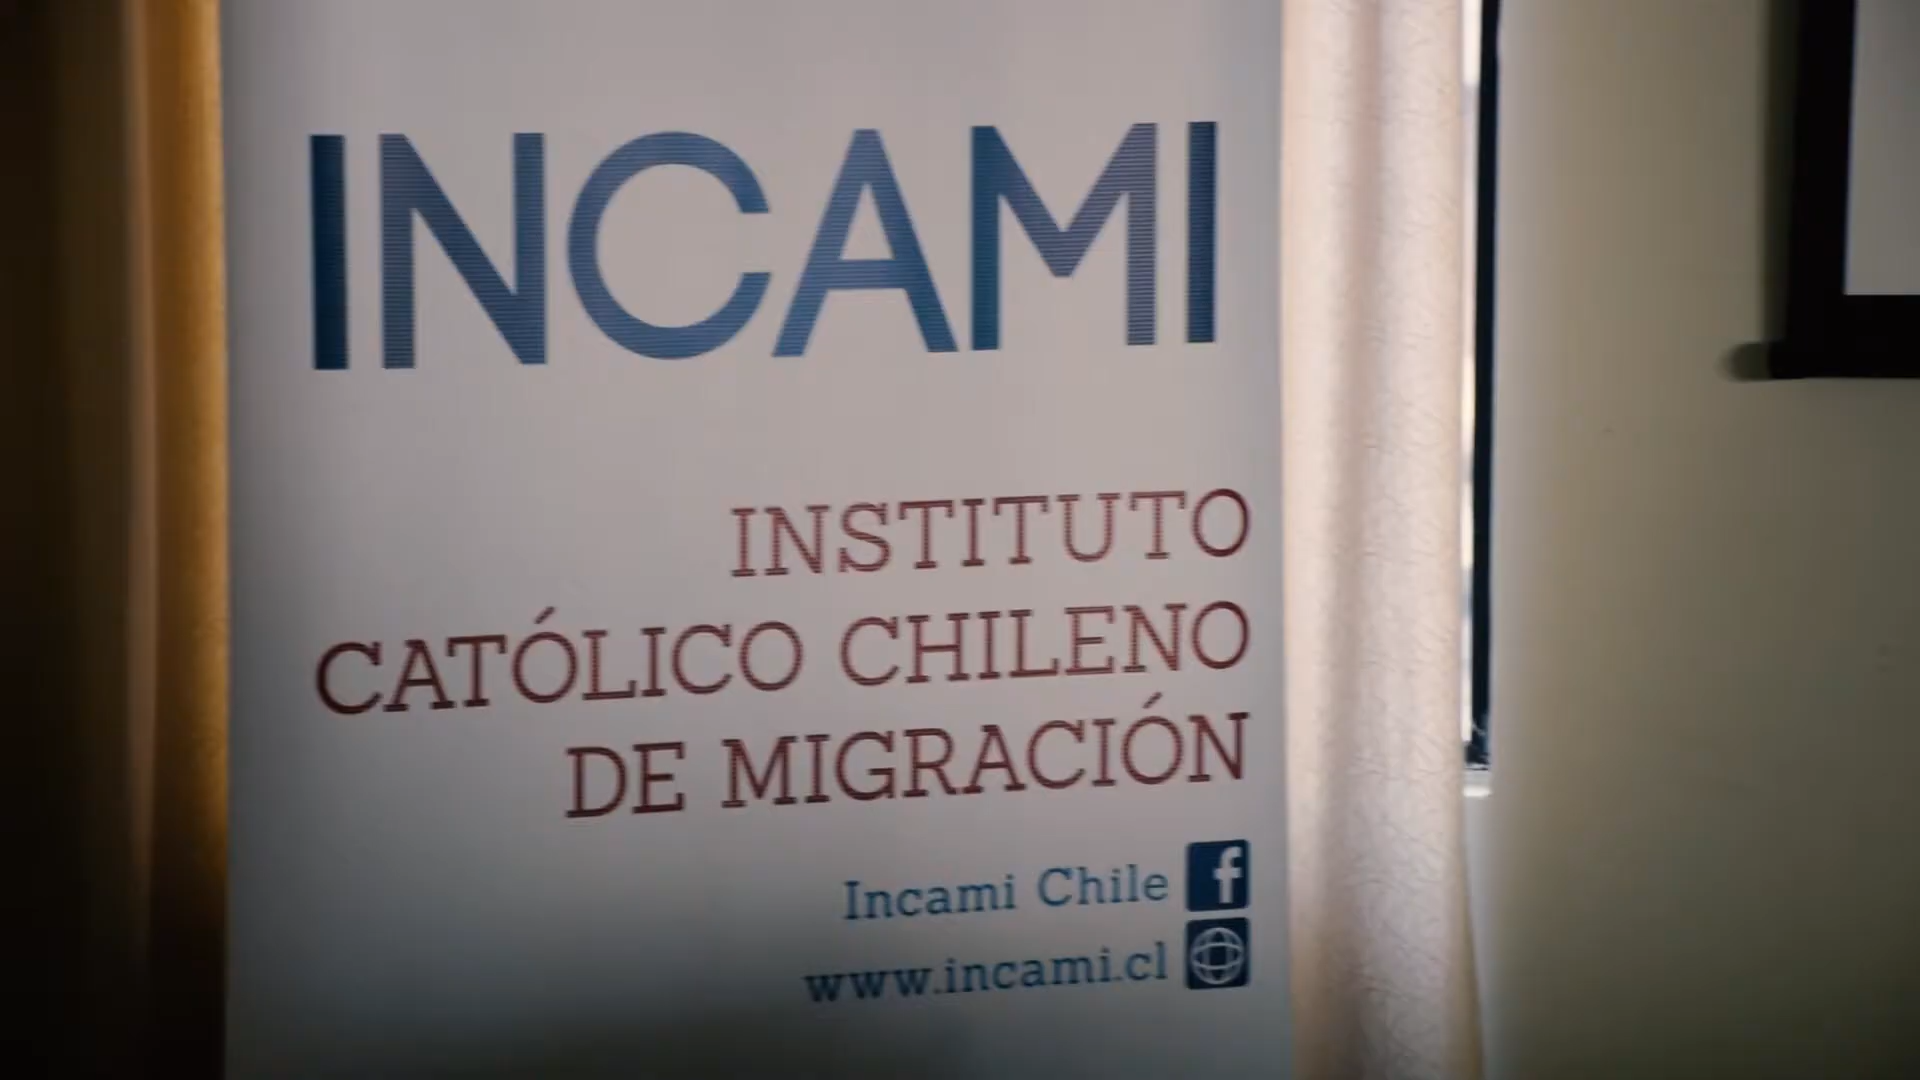 INCAMI
INSTITUTO
CATÓLICO CHILENO
DE MIGRACIÓN
Incami Chile f
www.incami.cl